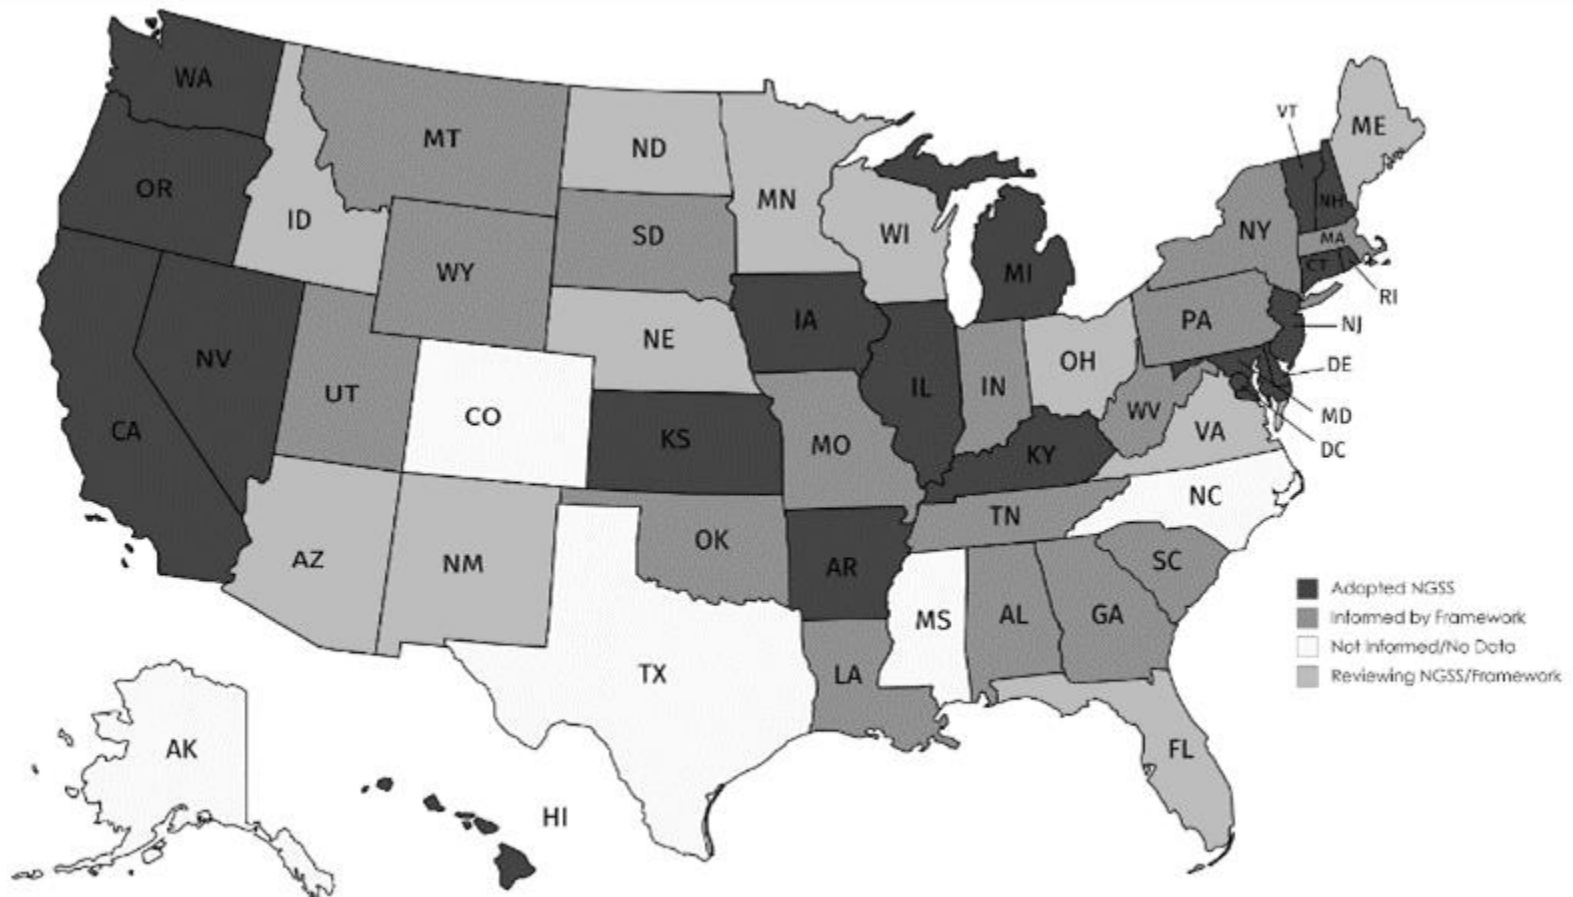 WA
MT
ND
MN
OR
ID
SD
WI
MI
WY
VT
ME
NH
NY
MA
CT
RI
NV
UT
CO
NE
IA
IL
IN
OH
PA
NJ
DE
MD
DC
CA
KS
MO
KY
WV
VA
AZ
NM
OK
AR
TN
NC
SC
TX
LA
MS
AL
GA
FL
AK
HI
Adopted NGSS
Informed by Framework
Not Informed/No Data
Reviewing NGSS/Framework